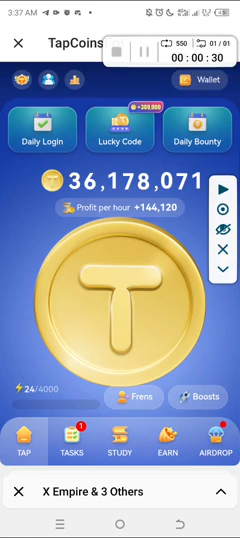 3:37 AM
TapCoins
550
01 / 01
00 : 00 : 30
Wallet
+300,000
Daily Login
Lucky Code
Daily Bounty
36,178,071
Profit per hour +144,120
T
24/4000
Frens
Boosts
1
TAP
TASKS
STUDY
EARN
AIRDROP
X Empire & 3 Others